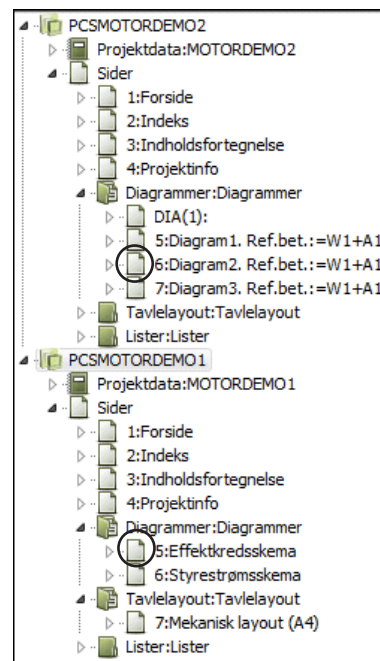 PCSMOTORDEMO2
Projektdata:MOTORDEMO2
Sider
1:Forside
2:Indeks
3:Indholdsfortegnelse
4:Projektinfo
Diagrammer:Diagrammer
DIA(1):
5:Diagram1. Ref.bet.:=W1+A1
6:Diagram2. Ref.bet.:=W1+A1
7:Diagram3. Ref.bet.:=W1+A1
Tavlelayout:Tavlelayout
Lister:Lister
PCSMOTORDEMO1
Projektdata:MOTORDEMO1
Sider
1:Forside
2:Indeks
3:Indholdsfortegnelse
4:Projektinfo
Diagrammer:Diagrammer
5:Effektkredsskema
6:Styrestrømsskema
Tavlelayout:Tavlelayout
7:Mekanisk layout (A4)
Lister:Lister